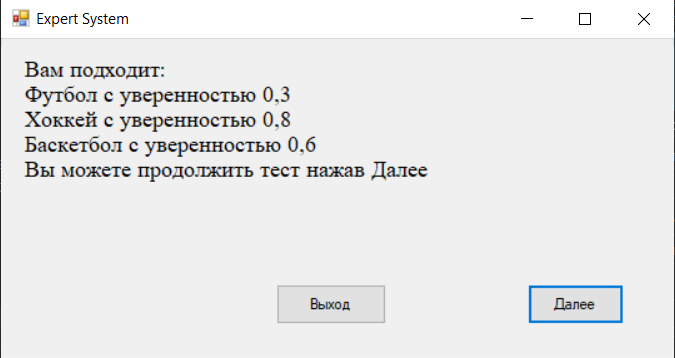 Expert System
Вам подходит:
Футбол с уверенностью 0,3
Хоккей с уверенностью 0,8
Баскетбол с уверенностью 0,6
Вы можете продолжить тест нажав Далее
Выход
Далее